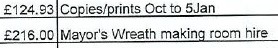 £124.93 Copies/prints Oct to 5Jan
£216.00 Mayor's Wreath making room hire